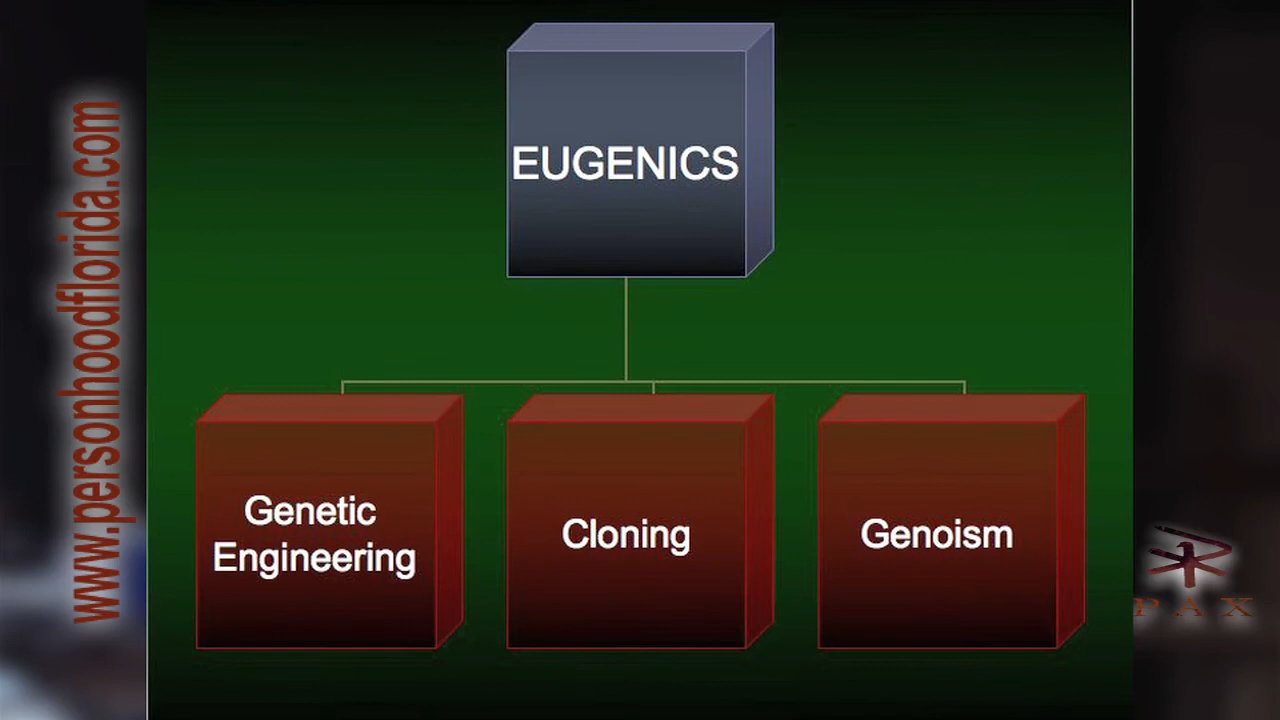 www.personhoodflorida.com
EUGENICS
Genetic
Engineering
Cloning
Genoism
PAX